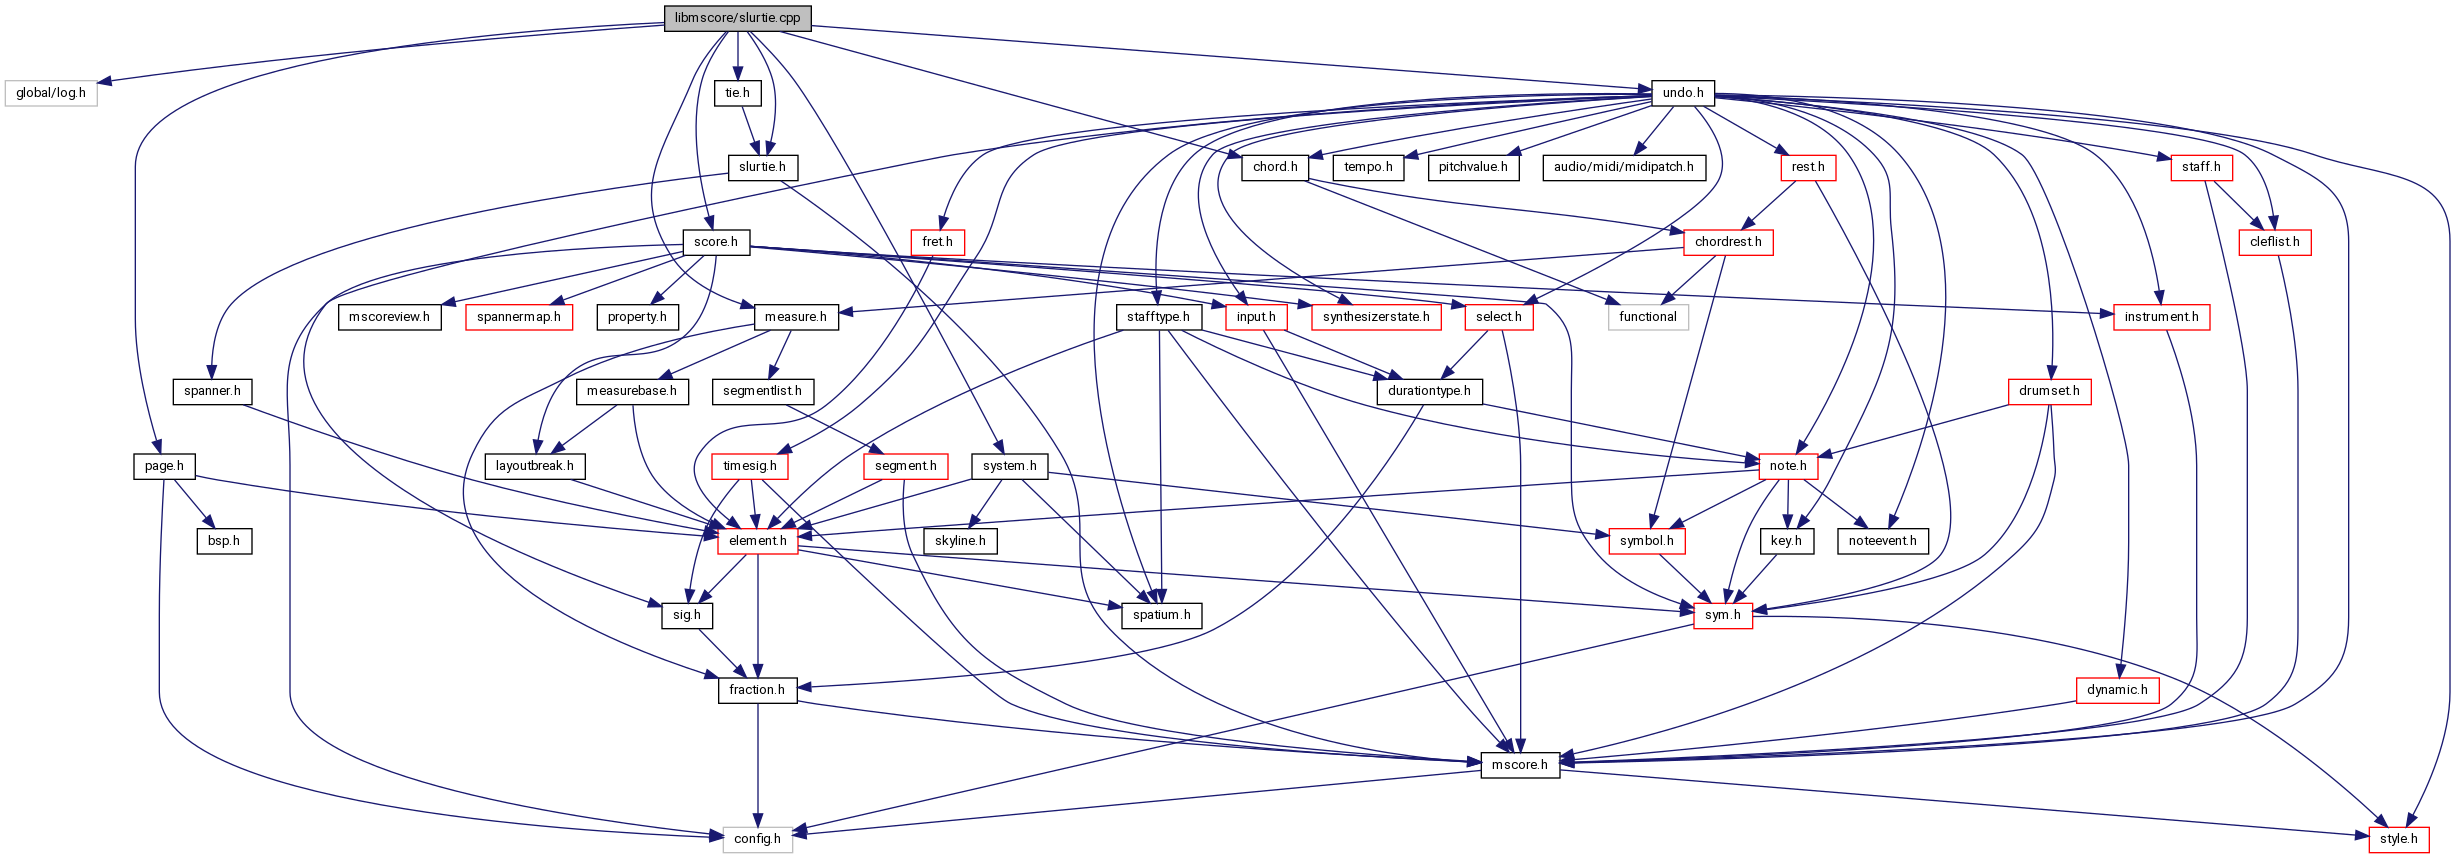 libmscore/slurtie.cpp
global/log.h
tie.h
undo.h
slurtie.h
chord.h
tempo.h
pitchvalue.h
audio/midi/midipatch.h
rest.h
staff.h
score.h
fret.h
chordrest.h
cleflist.h
mscoreview.h
spannermap.h
property.h
measure.h
stafftype.h
input.h
synthesizerstate.h
select.h
functional
instrument.h
spanner.h
measurebase.h
segmentlist.h
durationtype.h
drumset.h
page.h
layoutbreak.h
timesig.h
segment.h
system.h
note.h
bsp.h
element.h
skyline.h
symbol.h
key.h
noteevent.h
sig.h
spatium.h
sym.h
fraction.h
dynamic.h
mscore.h
config.h
style.h